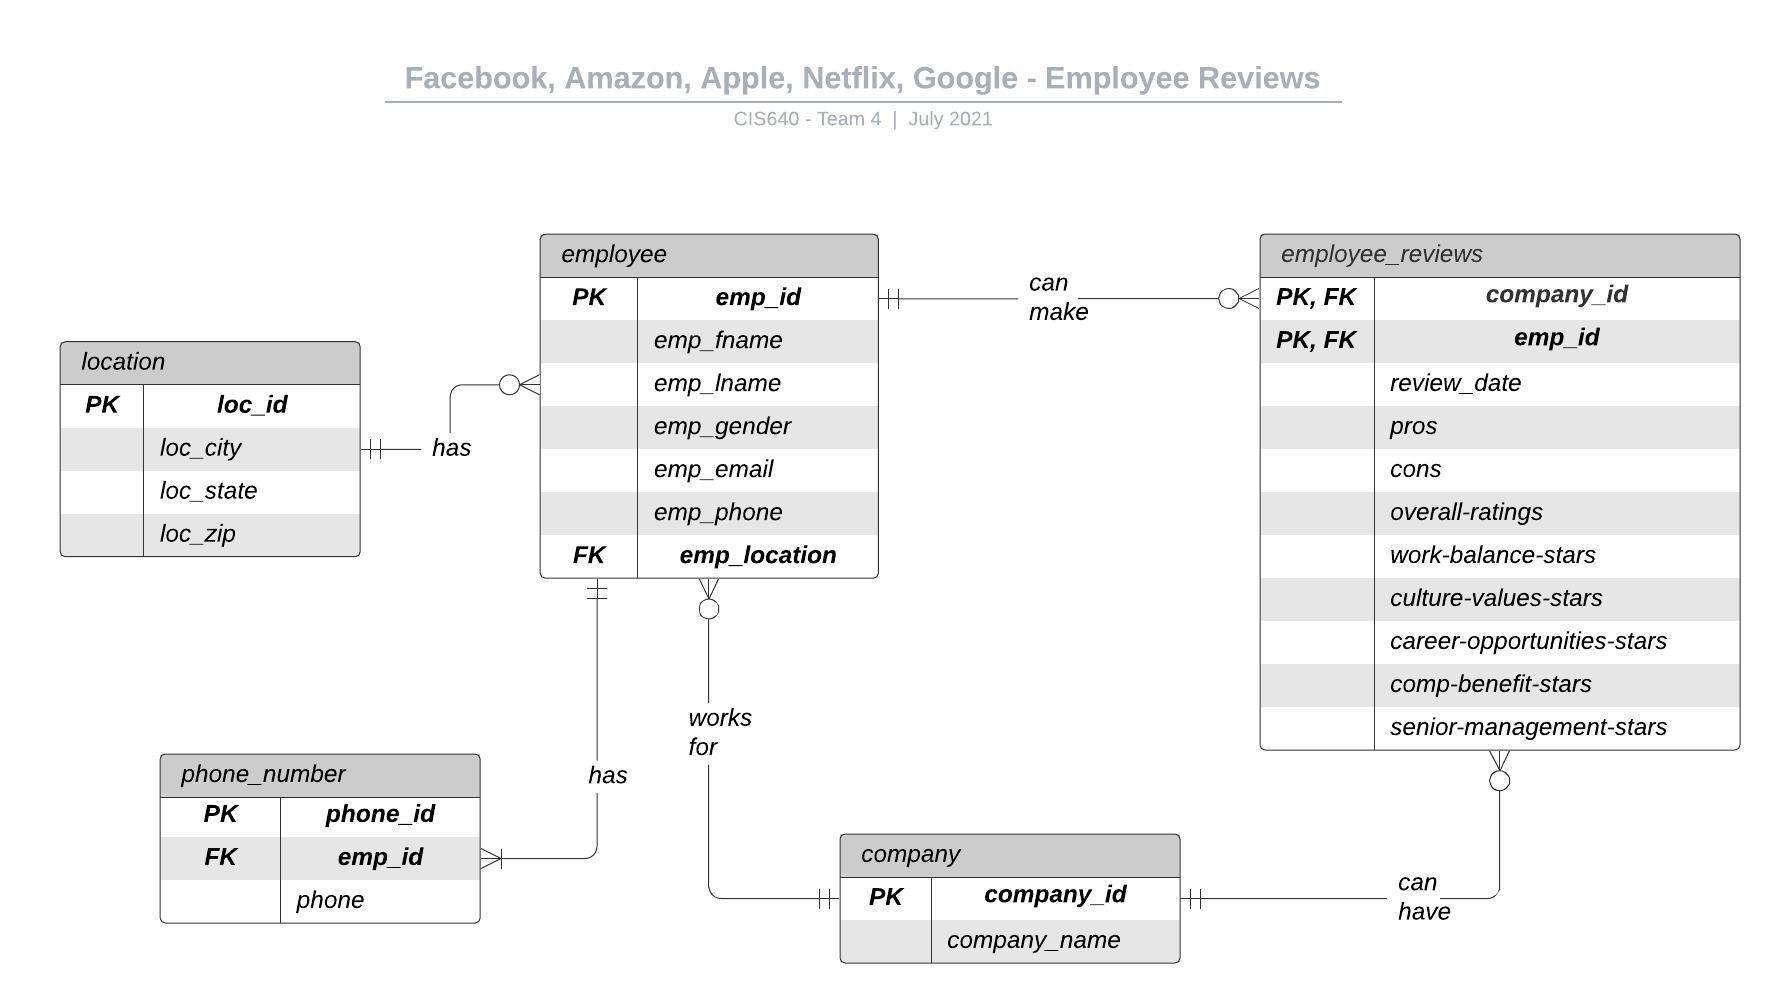 Facebook, Amazon, Apple, Netflix, Google - Employee Reviews
CIS640 - Team 4 | July 2021
employee
PK emp_id
emp_fname
emp_lname
emp_gender
emp_email
emp_phone
FK emp_location
can
make
employee_reviews
PK, FK company_id
PK, FK emp_id
review_date
pros
cons
overall-ratings
work-balance-stars
culture-values-stars
career-opportunities-stars
comp-benefit-stars
senior-management-stars
location
PK loc_id
loc_city
loc_state
loc_zip
has
works
for
has
phone_number
PK phone_id
FK emp_id
phone
company
PK company_id
company_name
can
have